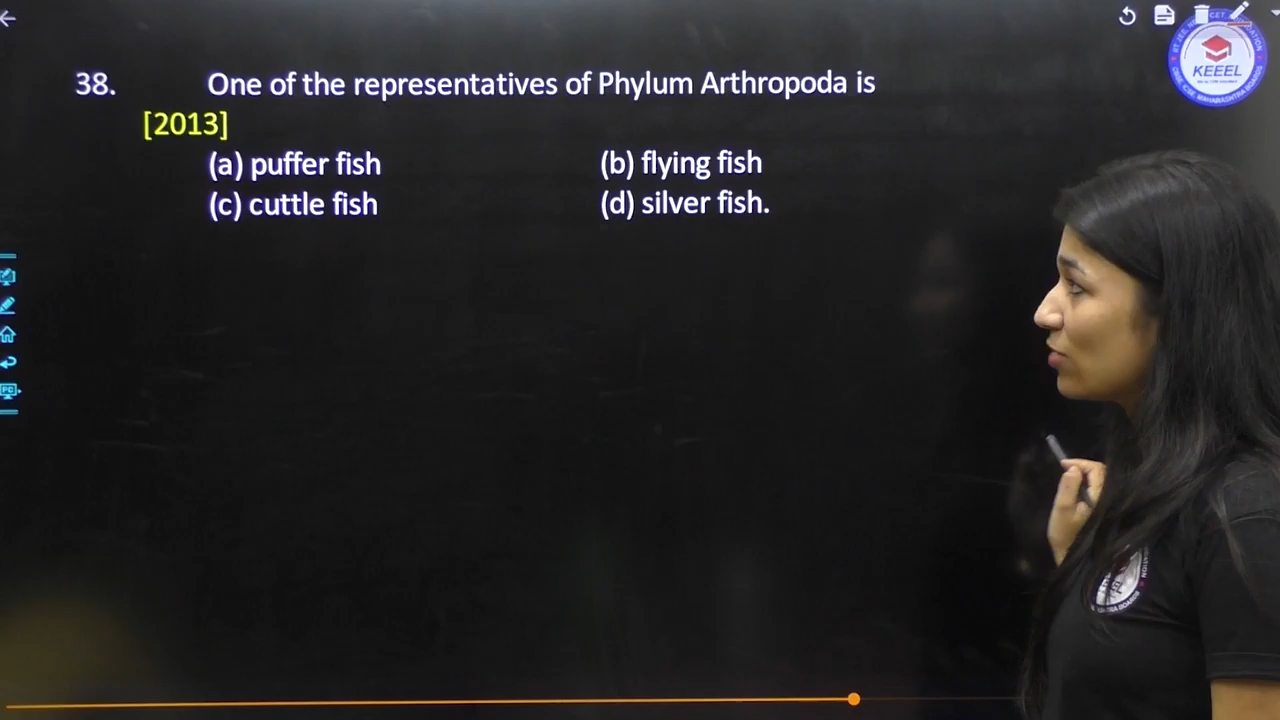 38. One of the representatives of Phylum Arthropoda is
[2013]
(a) puffer fish (b) flying fish
(c) cuttle fish (d) silver fish.
KEEEL
PC